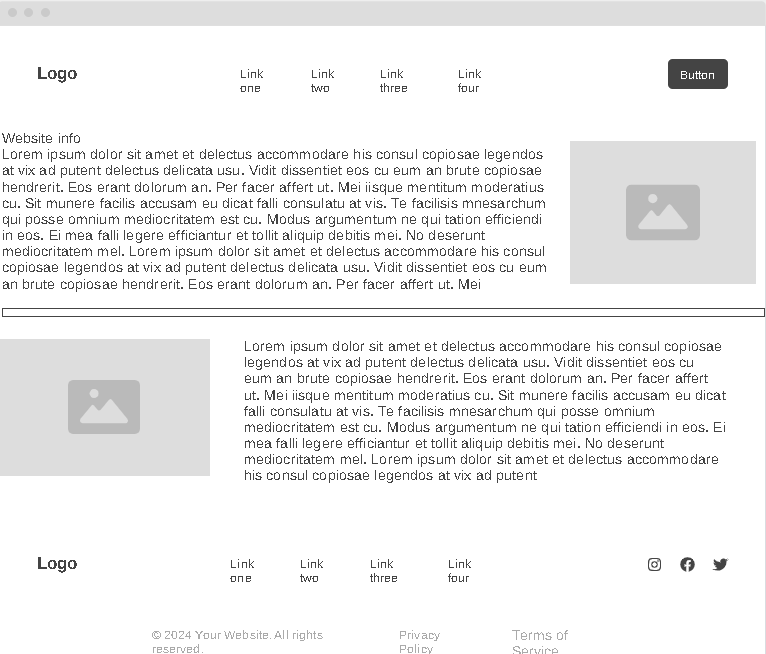 Logo
Link one
Link two
Link three
Link four
Button
Website info
Lorem ipsum dolor sit amet et delectus accommodare his consul copiosae legendos
at vix ad putent delectus delicata usu. Vidit dissentiet eos cu eum an brute copiosae
hendrerit. Eos erant dolorum an. Per facer affert ut. Mei iisque mentitum moderatius
cu. Sit munere facilis accusam eu dicat falli consulatu at vis. Te facilisis mnesarchum
qui posse omnium mediocritatem est cu. Modus argumentum ne qui tation efficiendi
in eos. Ei mea falli legere efficiantur et tollit aliquip debitis mei. No deserunt
mediocritatem mel. Lorem ipsum dolor sit amet et delectus accommodare his consul
copiosae legendos at vix ad putent delectus delicata usu. Vidit dissentiet eos cu eum
an brute copiosae hendrerit. Eos erant dolorum an. Per facer affert ut. Mei
Lorem ipsum dolor sit amet et delectus accommodare his consul copiosae
legendos at vix ad putent delectus delicata usu. Vidit dissentiet eos cu
eum an brute copiosae hendrerit. Eos erant dolorum an. Per facer affert
ut. Mei iisque mentitum moderatius cu. Sit munere facilis accusam eu dicat
falli consulatu at vis. Te facilisis mnesarchum qui posse omnium
mediocritatem est cu. Modus argumentum ne qui tation efficiendi in eos. Ei
mea falli legere efficiantur et tollit aliquip debitis mei. No deserunt
mediocritatem mel. Lorem ipsum dolor sit amet et delectus accommodare
his consul copiosae legendos at vix ad putent
Logo
Link one
Link two
Link three
Link four
© 2024 Your Website. All rights
reserved.
Privacy
Policy
Terms of
Service